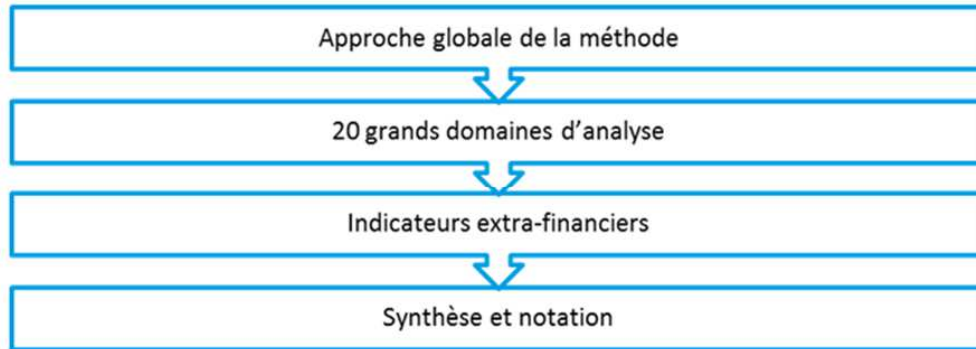 Approche globale de la méthode
20 grands domaines d’analyse
Indicateurs extra-financiers
Synthèse et notation